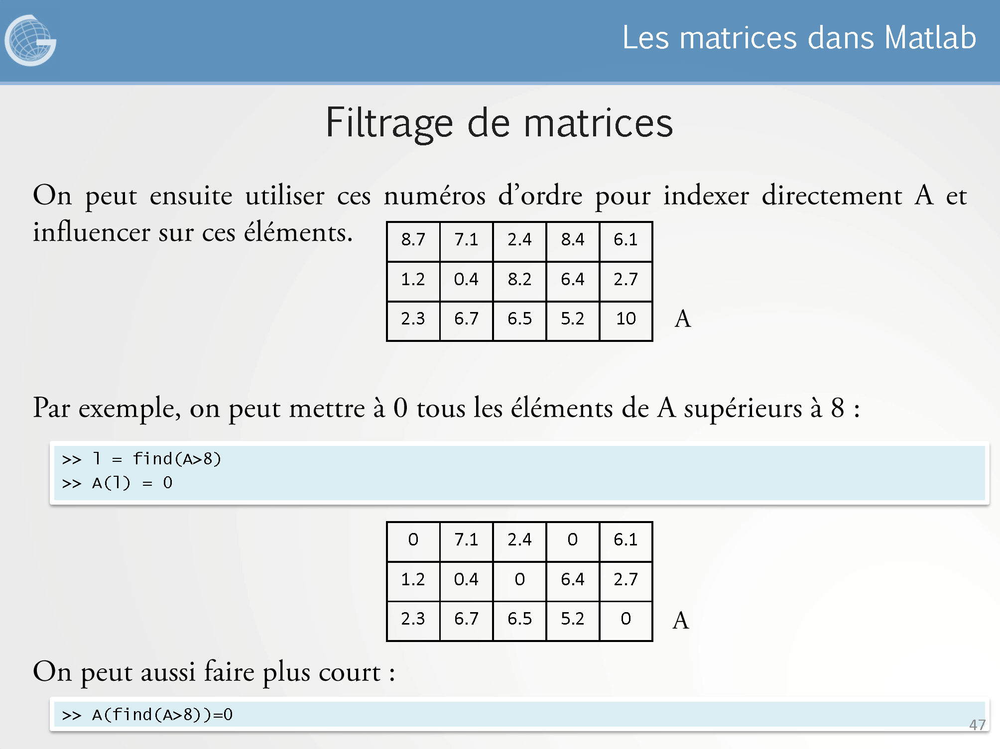 Les matrices dans Matlab
Filtrage de matrices
On peut ensuite utiliser ces numéros d’ordre pour indexer directement A et
influencer sur ces éléments.
8.7 7.1 2.4 8.4 6.1
1.2 0.4 8.2 6.4 2.7
2.3 6.7 6.5 5.2 10
A
Par exemple, on peut mettre à 0 tous les éléments de A supérieurs à 8 :
>> l = find(A>8)
>> A(l) = 0
0 7.1 2.4 0 6.1
1.2 0.4 0 6.4 2.7
2.3 6.7 6.5 5.2 0
A
On peut aussi faire plus court :
>> A(find(A>8))=0
47